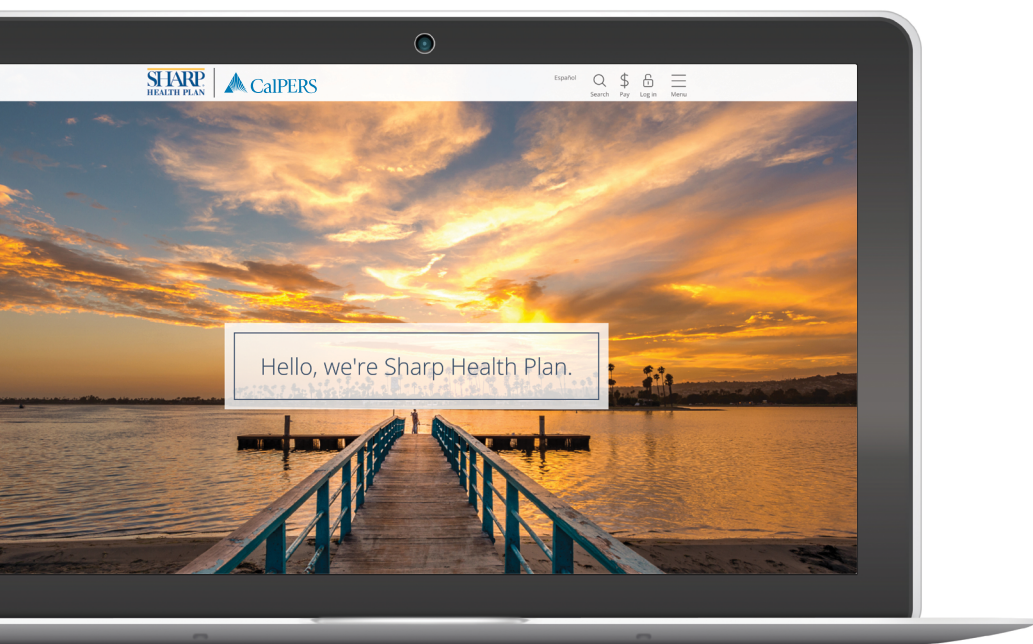 SHARP
HEALTH PLAN
CalPERS
Español
Search
Pay
Log in
Menu
Hello, we're Sharp Health Plan.